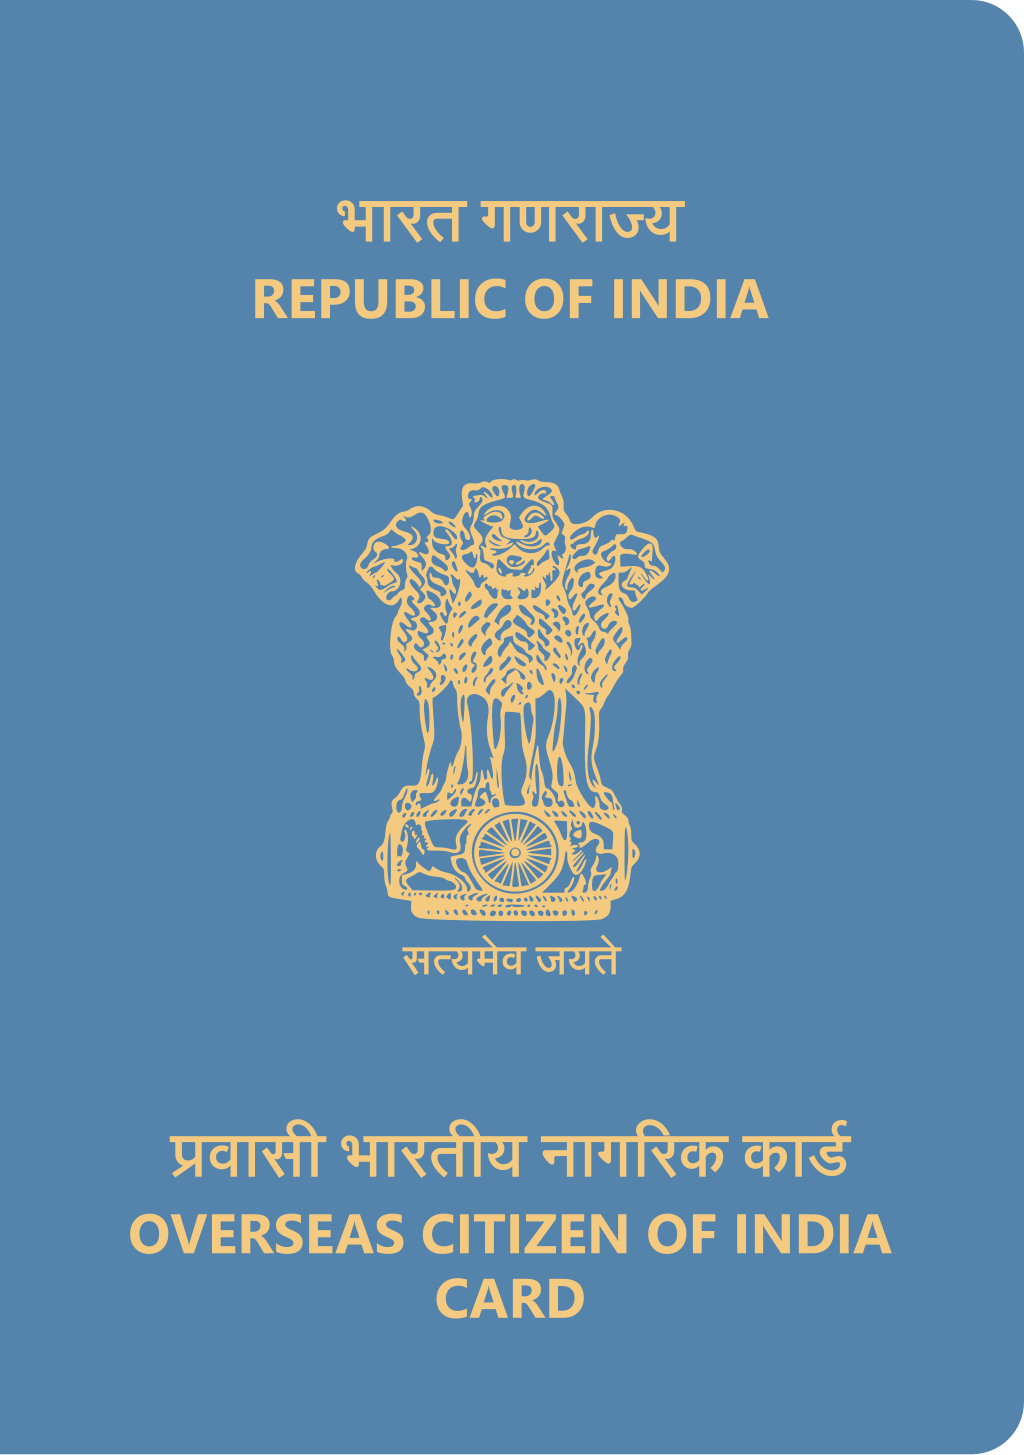 भारत गणराज्य
REPUBLIC OF INDIA
सत्यमेव जयते
प्रवासी भारतीय नागरिक कार्ड
OVERSEAS CITIZEN OF INDIA
CARD